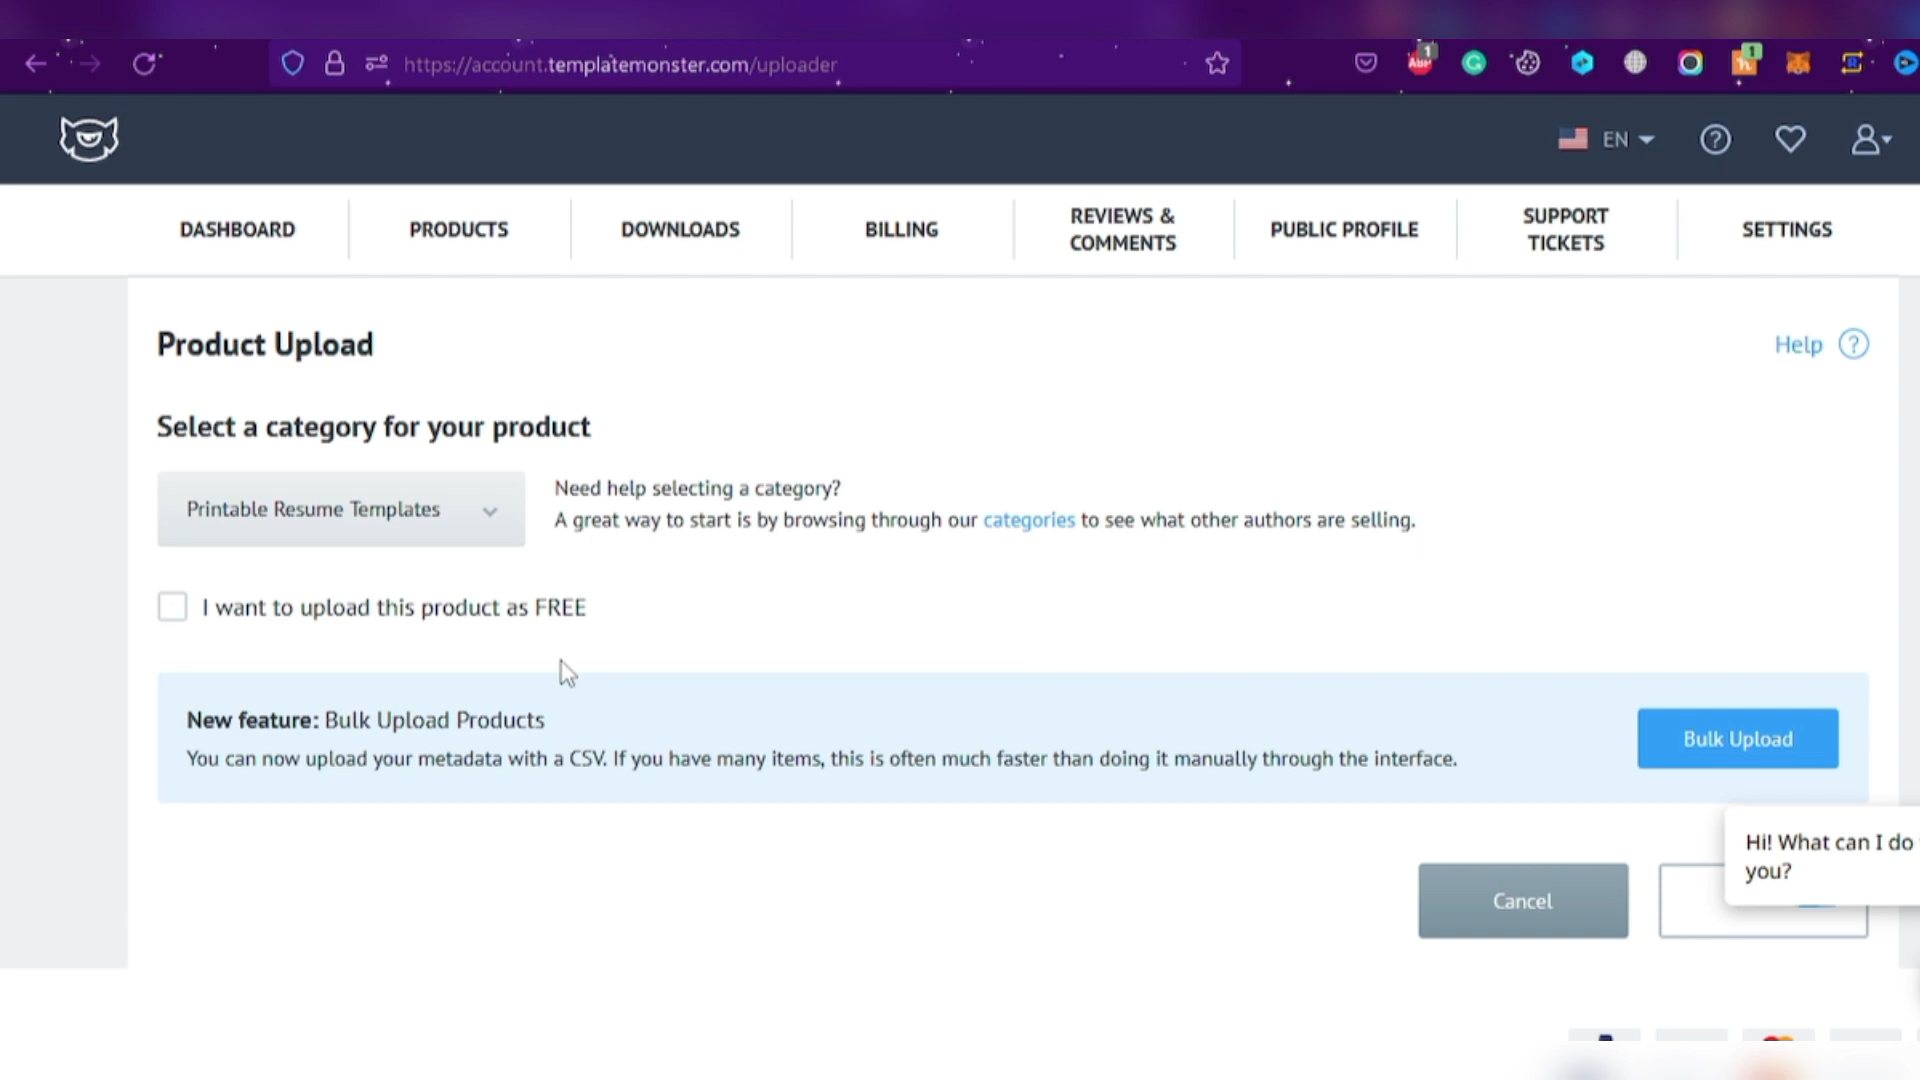 https://account.templatemonster.com/uploader
EN
DASHBOARD
PRODUCTS
DOWNLOADS
BILLING
REVIEWS &
COMMENTS
PUBLIC PROFILE
SUPPORT
TICKETS
SETTINGS
Product Upload
Help
Select a category for your product
Printable Resume Templates
Need help selecting a category?
A great way to start is by browsing through our categories to see what other authors are selling.
I want to upload this product as FREE
New feature: Bulk Upload Products
You can now upload your metadata with a CSV. If you have many items, this is often much faster than doing it manually through the interface.
Bulk Upload
Hi! What can I do
you?
Cancel